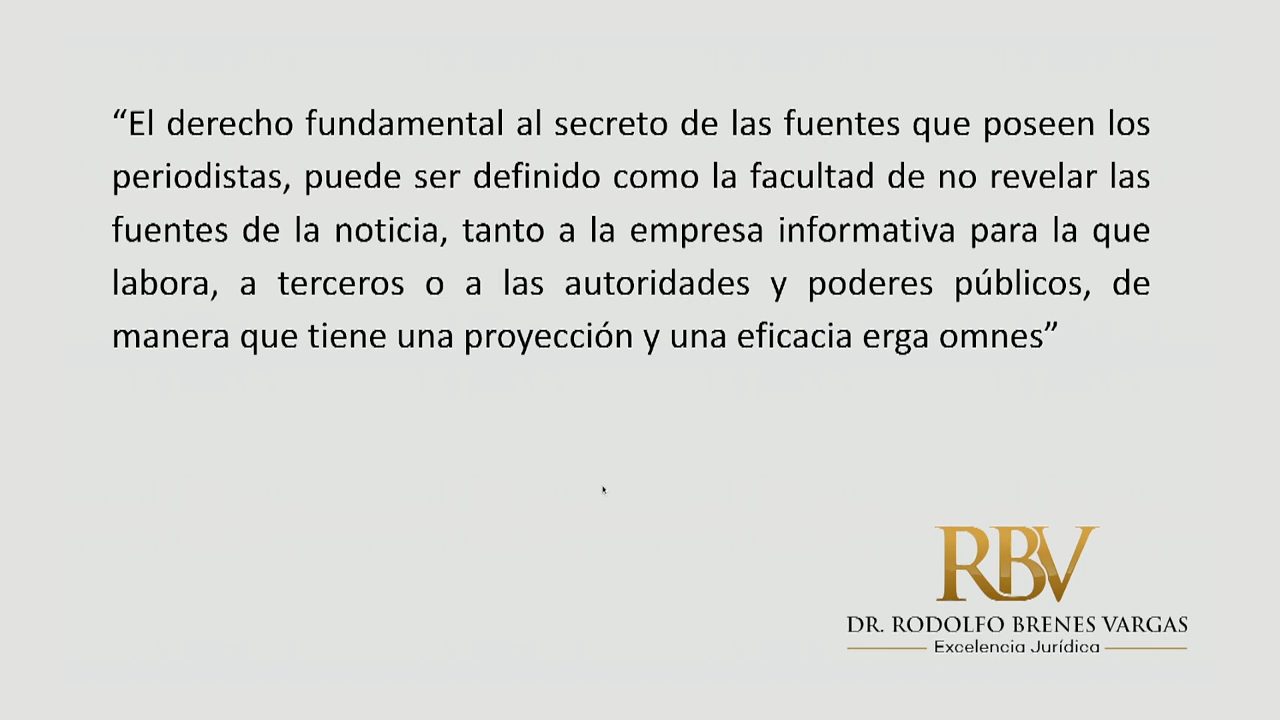 “El derecho fundamental al secreto de las fuentes que poseen los
periodistas, puede ser definido como la facultad de no revelar las
fuentes de la noticia, tanto a la empresa informativa para la que
labora, a terceros o a las autoridades y poderes públicos, de
manera que tiene una proyección y una eficacia erga omnes”
RBV
DR. RODOLFO BRENES VARGAS
Excelencia Jurídica